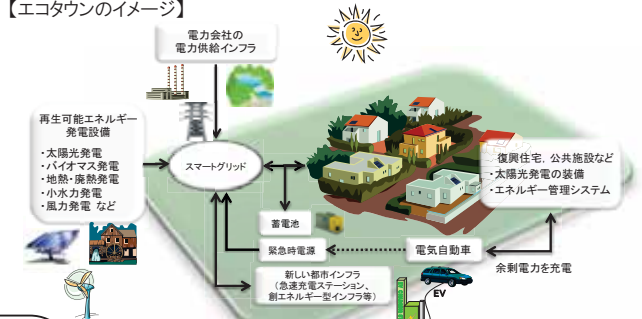 【エコタウンのイメージ】
電力会社の
電力供給インフラ
再生可能エネルギー
発電設備
・太陽光発電
・バイオマス発電
・地熱・廃熱発電
・小水力発電
・風力発電 など
スマートグリッド
復興住宅，公共施設など
・太陽光発電の装備
・エネルギー管理システム
蓄電池
緊急時電源
電気自動車
余剰電力を充電
新しい都市インフラ
（急速充電ステーション、
創エネルギー型インフラ等）
EV